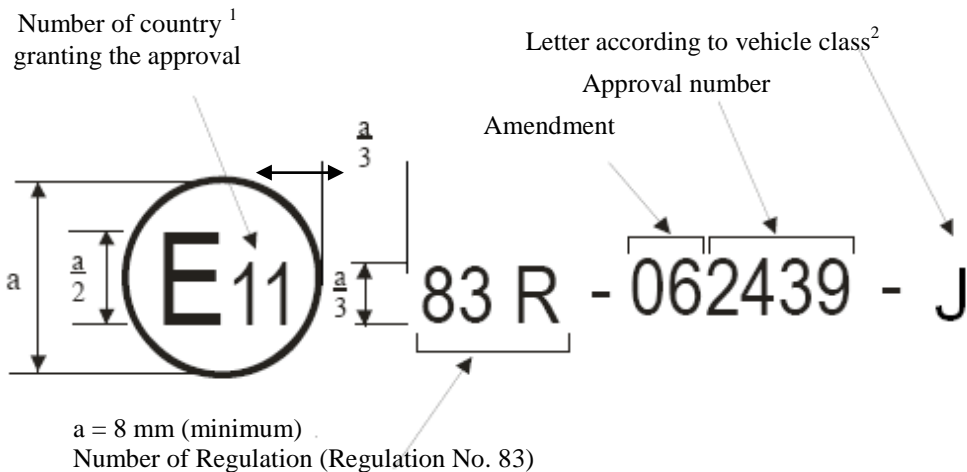 Number of country 1
granting the approval
Letter according to vehicle class2
Approval number
Amendment
a
3
a
a
2
E11
a
3
83 R - 062439 - J
a = 8 mm (minimum)
Number of Regulation (Regulation No. 83)